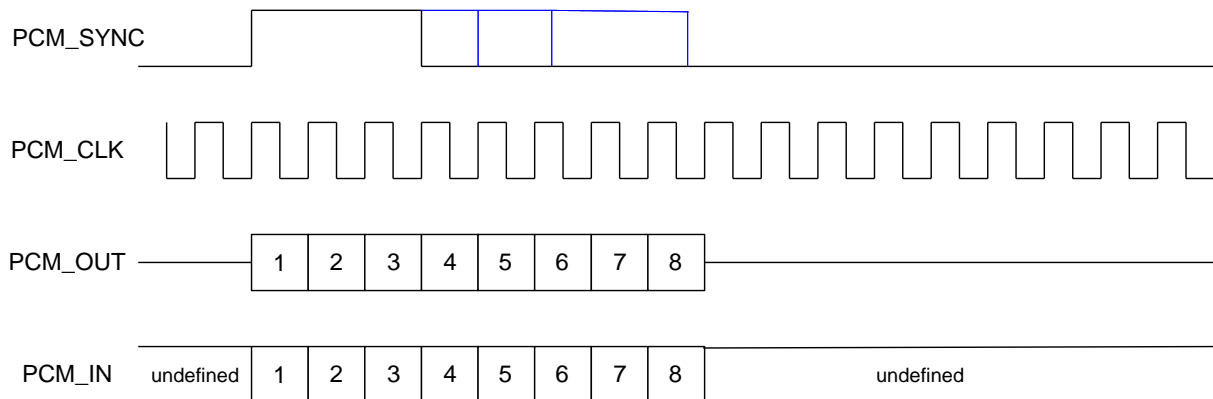 PCM_SYNC
PCM_CLK
PCM_OUT 1 2 3 4 5 6 7 8
PCM_IN undefined 1 2 3 4 5 6 7 8 undefined